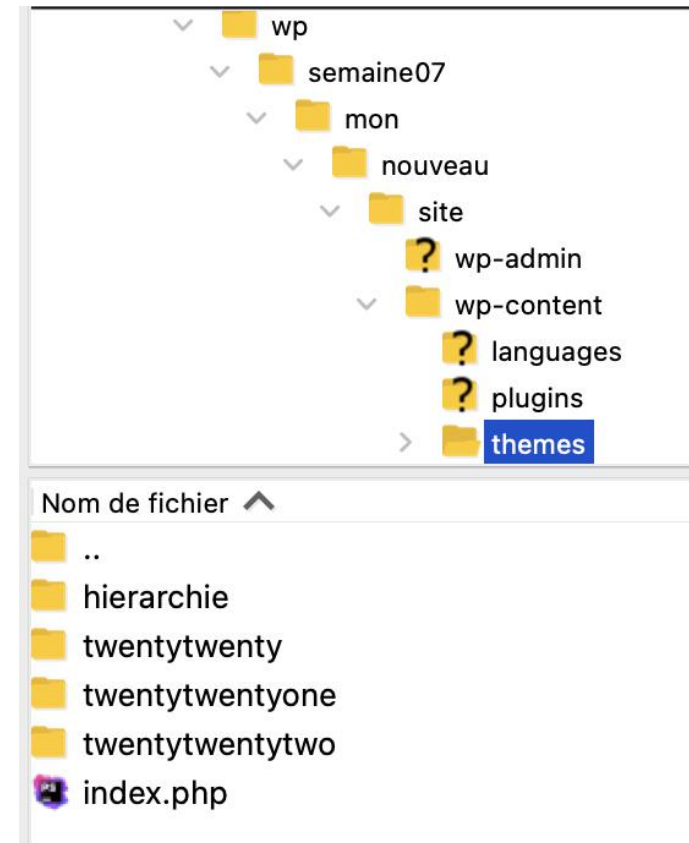 wp
semaine07
mon
nouveau
site
wp-admin
wp-content
languages
plugins
themes
Nom de fichier
..
hierarchie
twentytwenty
twentytwentyone
twentytwentytwo
index.php